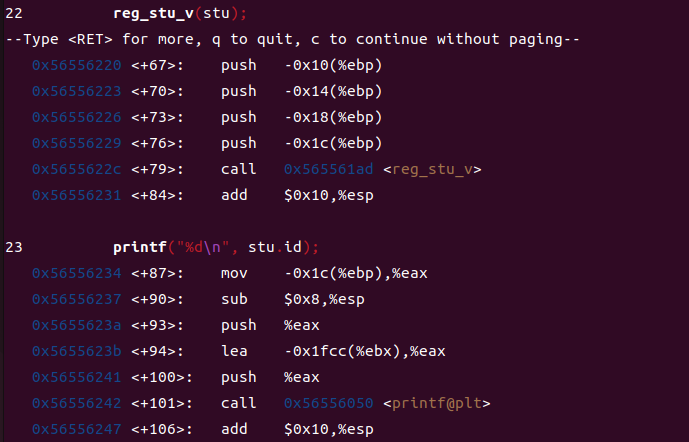 22 reg_stu_v(stu);
--Type <RET> for more, q to quit, c to continue without paging--
0x56556220 <+67>: push -0x10(%ebp)
0x56556223 <+70>: push -0x14(%ebp)
0x56556226 <+73>: push -0x18(%ebp)
0x56556229 <+76>: push -0x1c(%ebp)
0x5655622c <+79>: call 0x565561ad <reg_stu_v>
0x56556231 <+84>: add $0x10,%esp
23 printf("%d\n", stu.id);
0x56556234 <+87>: mov -0x1c(%ebp),%eax
0x56556237 <+90>: sub $0x8,%esp
0x5655623a <+93>: push %eax
0x5655623b <+94>: lea -0x1fcc(%ebx),%eax
0x56556241 <+100>: push %eax
0x56556242 <+101>: call 0x56556050 <printf@plt>
0x56556247 <+106>: add $0x10,%esp